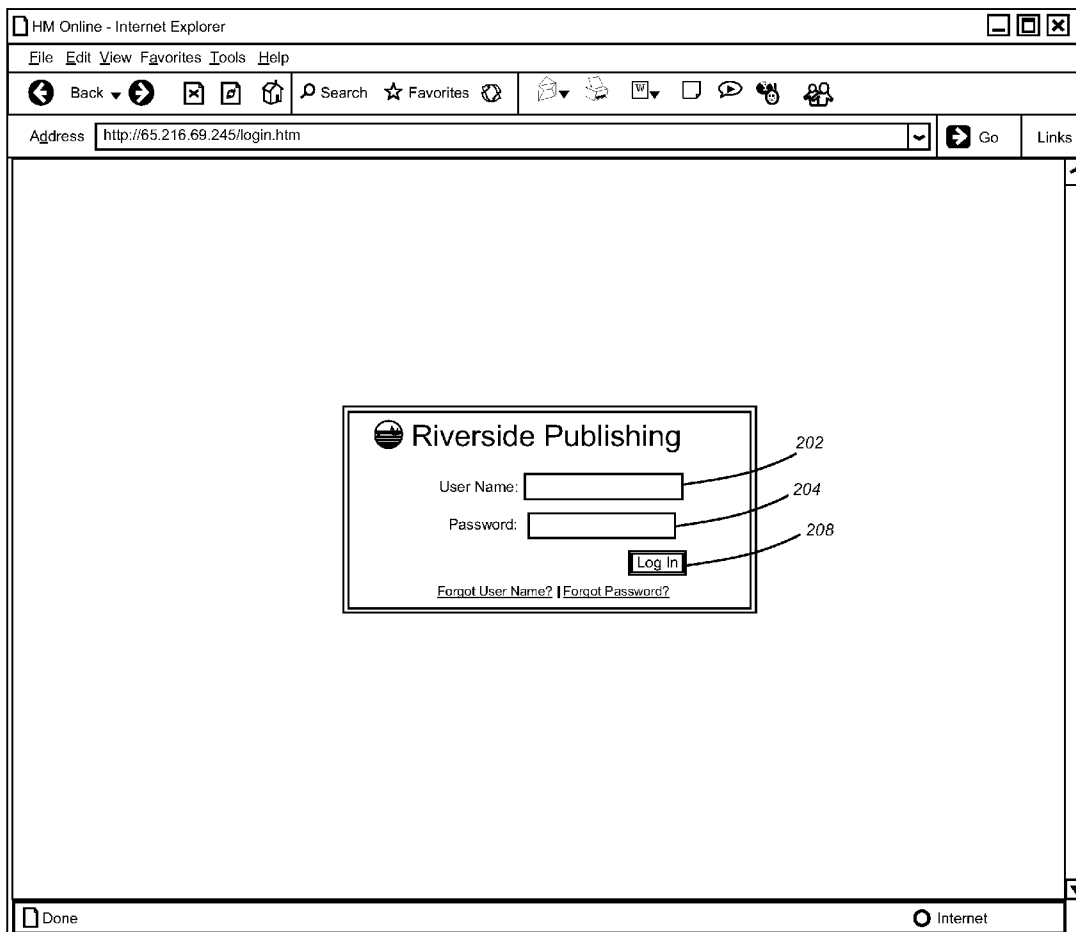 HM Online - Internet Explorer
File Edit View Favorites Tools Help
Back Search Favorites W
Address http://65.216.69.245/login.htm Go Links
Riverside Publishing
202
User Name:
204
Password:
208
Log In
Forgot User Name? | Forgot Password?
Done Internet